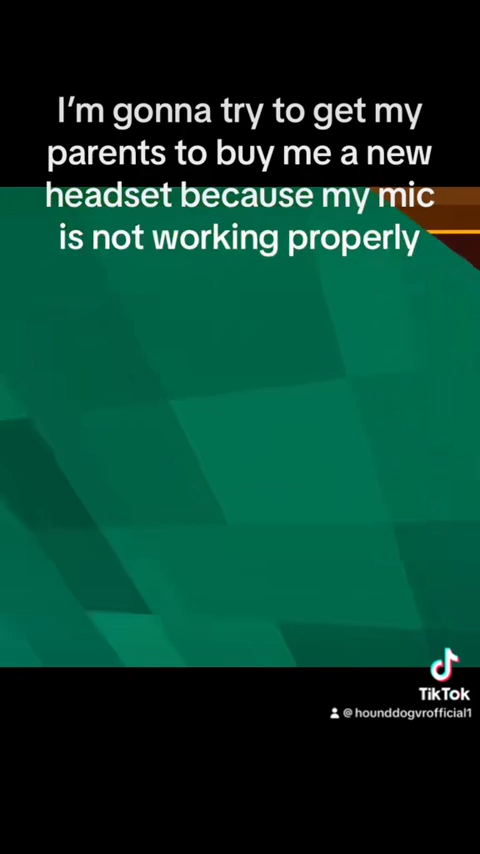 I’m gonna try to get my
parents to buy me a new
headset because my mic
is not working properly
TikTok
@hounddogvrofficial1